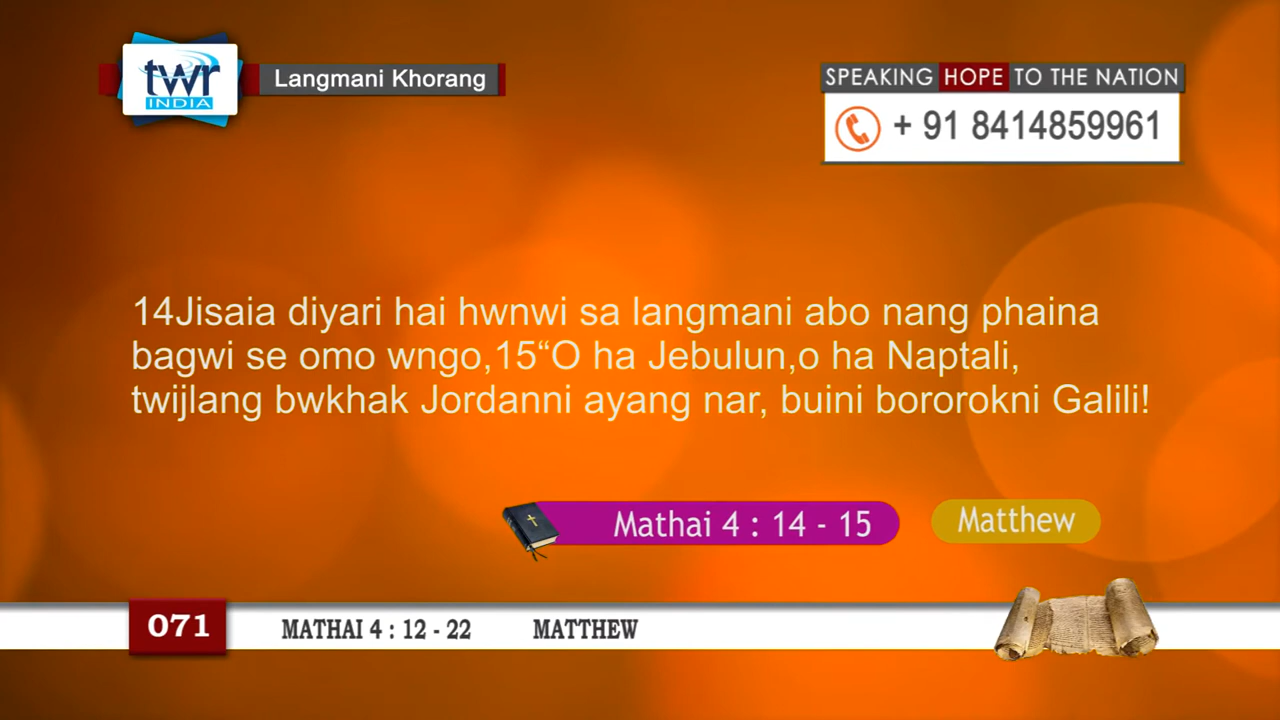 twr
INDIA
Langmani Khorang
SPEAKING HOPE TO THE NATION
+ 91 8414859961
14Jisaia diyari hai hwnwi sa langmani abo nang phaina
bagwi se omo wngo,15“O ha Jebulun,o ha Naptali,
twijlang bwkhak Jordanni ayang nar, buini bororokni Galili!
Mathai 4 : 14 - 15
Matthew
071
MATHAI 4 : 12 - 22
MATTHEW